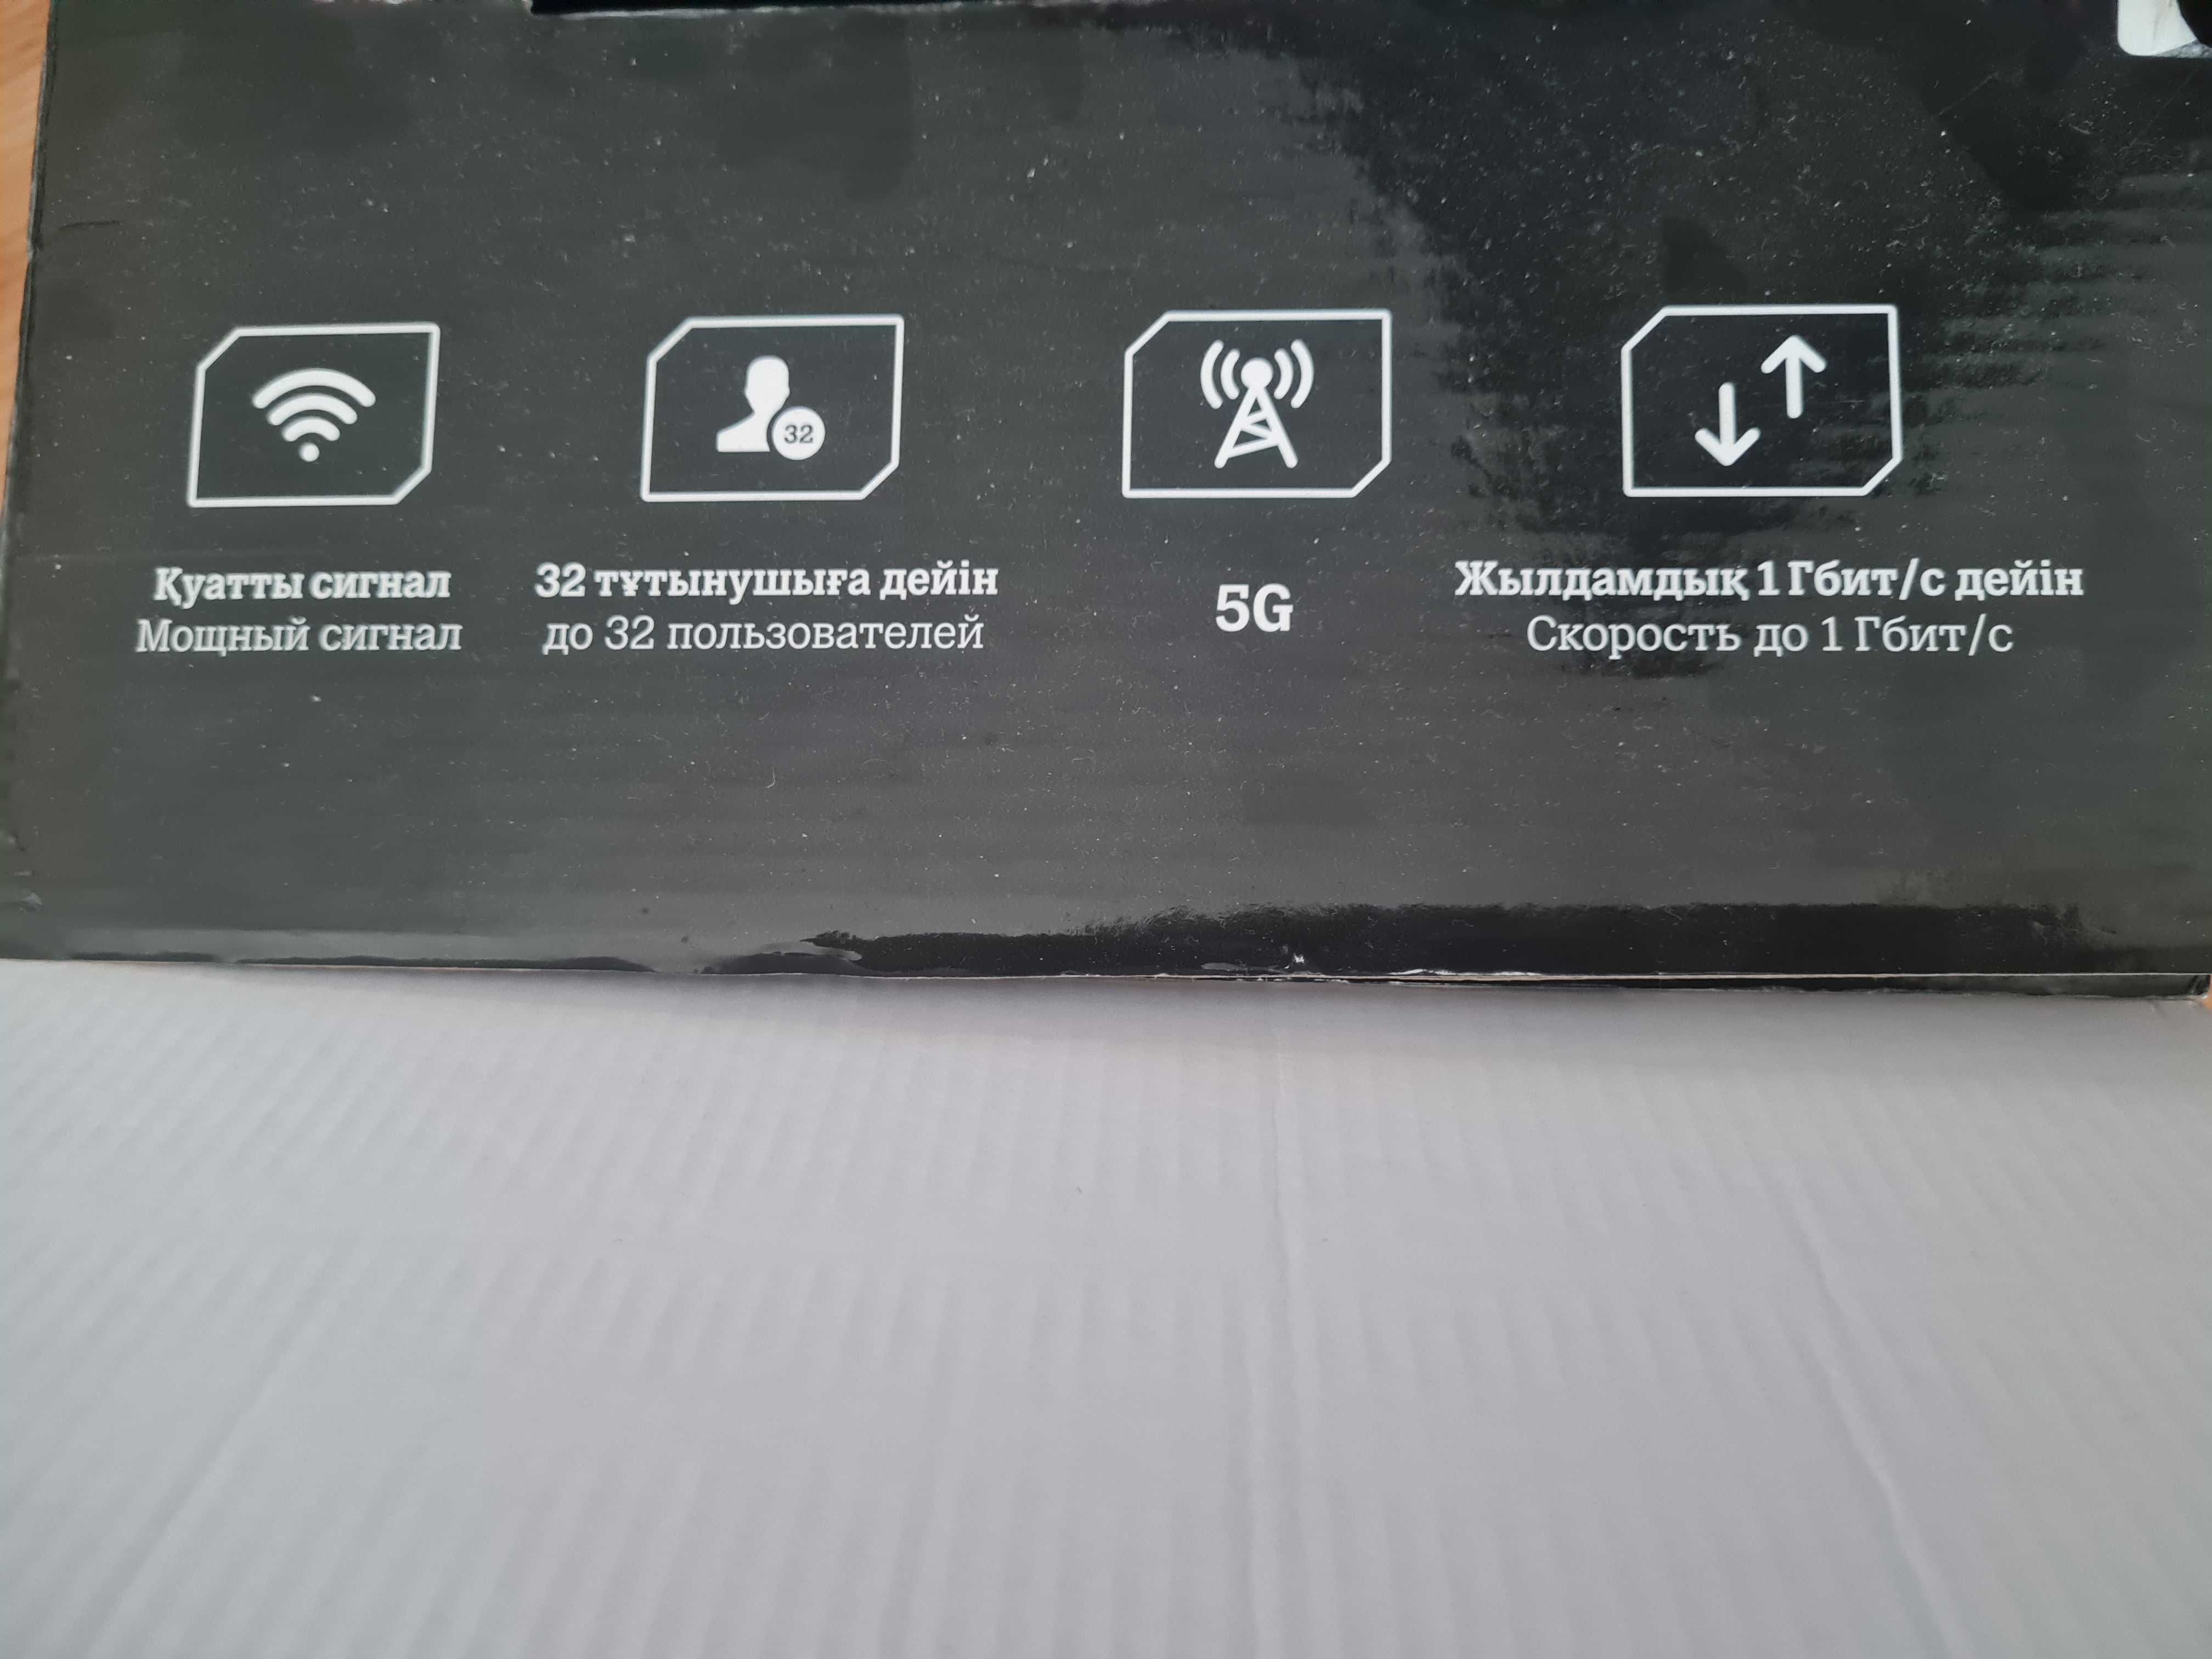 32
Қуатты сигнал
Мощный сигнал
32 тұтынушыға дейін
до 32 пользователей
5G
Жылдамдық 1 Гбит/с дейін
Скорость до 1 Гбит/с